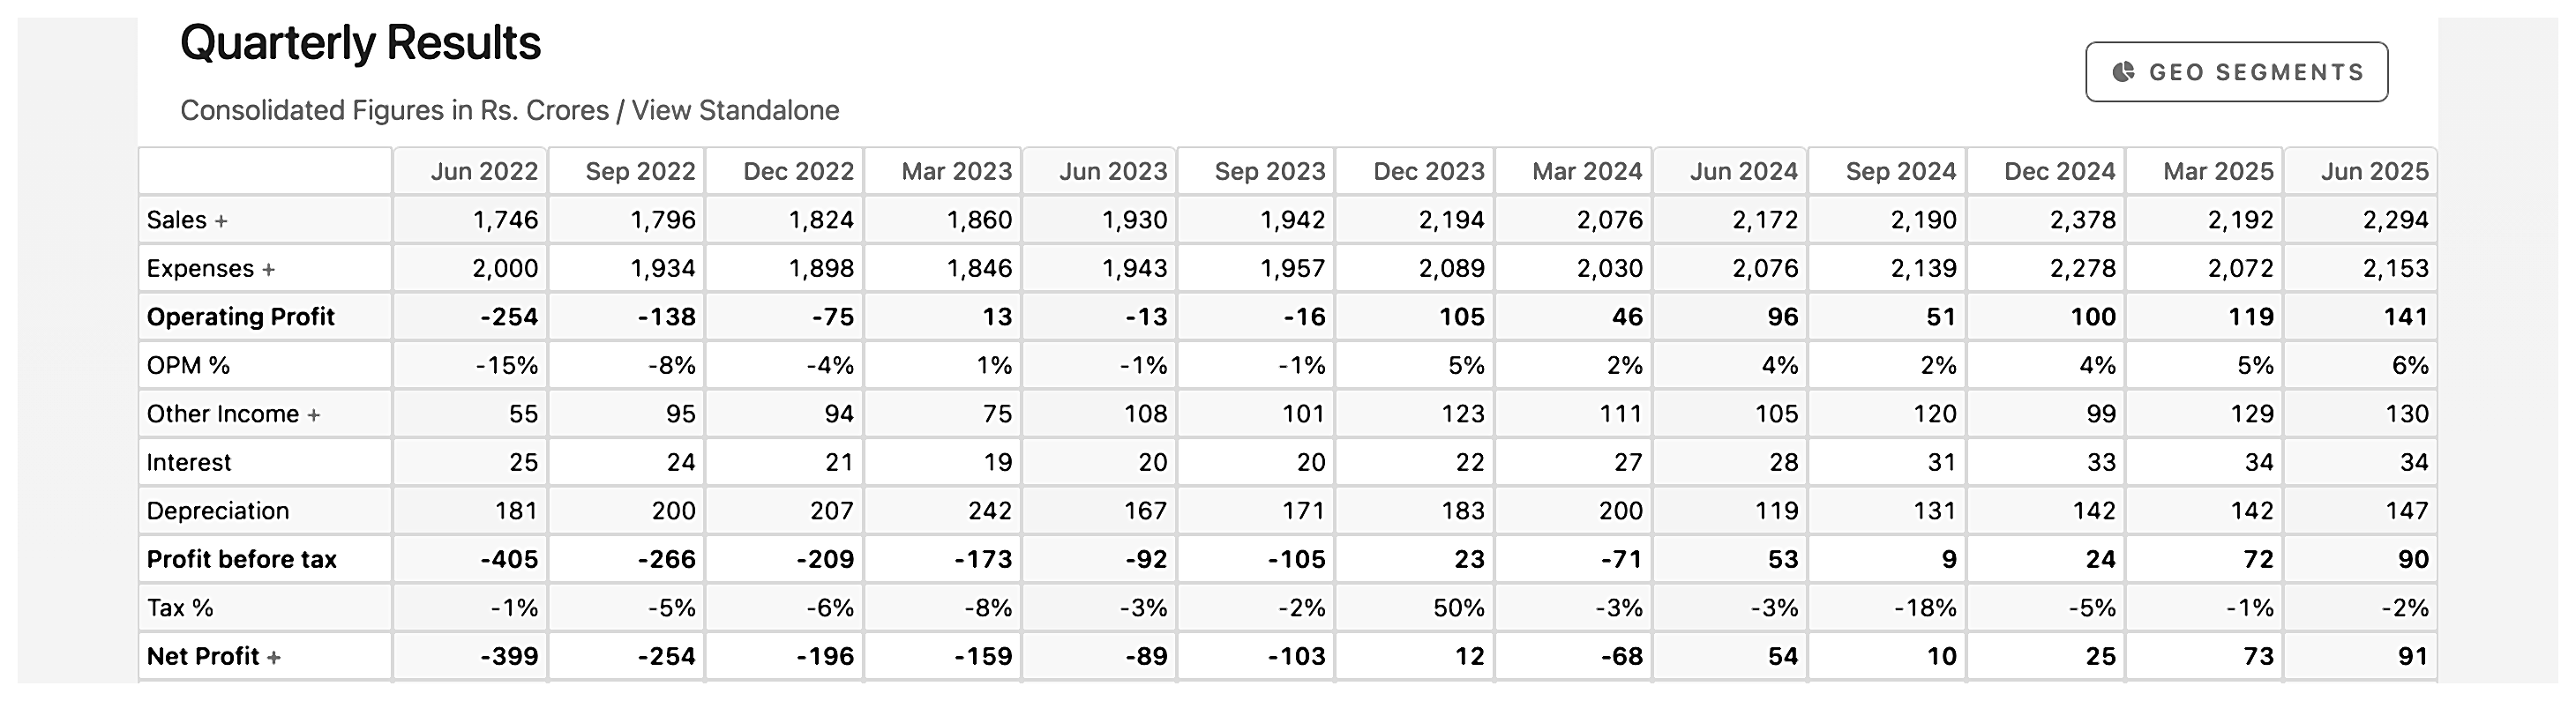 Quarterly Results
GEO SEGMENTS
Consolidated Figures in Rs. Crores / View Standalone
Jun 2022 Sep 2022 Dec 2022 Mar 2023 Jun 2023 Sep 2023 Dec 2023 Mar 2024 Jun 2024 Sep 2024 Dec 2024 Mar 2025 Jun 2025
Sales + 1,746 1,796 1,824 1,860 1,930 1,942 2,194 2,076 2,172 2,190 2,378 2,192 2,294
Expenses + 2,000 1,934 1,898 1,846 1,943 1,957 2,089 2,030 2,076 2,139 2,278 2,072 2,153
Operating Profit -254 -138 -75 13 -13 -16 105 46 96 51 100 119 141
OPM % -15% -8% -4% 1% -1% -1% 5% 2% 4% 2% 4% 5% 6%
Other Income + 55 95 94 75 108 101 123 111 105 120 99 129 130
Interest 25 24 21 19 20 20 22 27 28 31 33 34 34
Depreciation 181 200 207 242 167 171 183 200 119 131 142 142 147
Profit before tax -405 -266 -209 -173 -92 -105 23 -71 53 9 24 72 90
Tax % -1% -5% -6% -8% -3% -2% 50% -3% -3% -18% -5% -1% -2%
Net Profit + -399 -254 -196 -159 -89 -103 12 -68 54 10 25 73 91